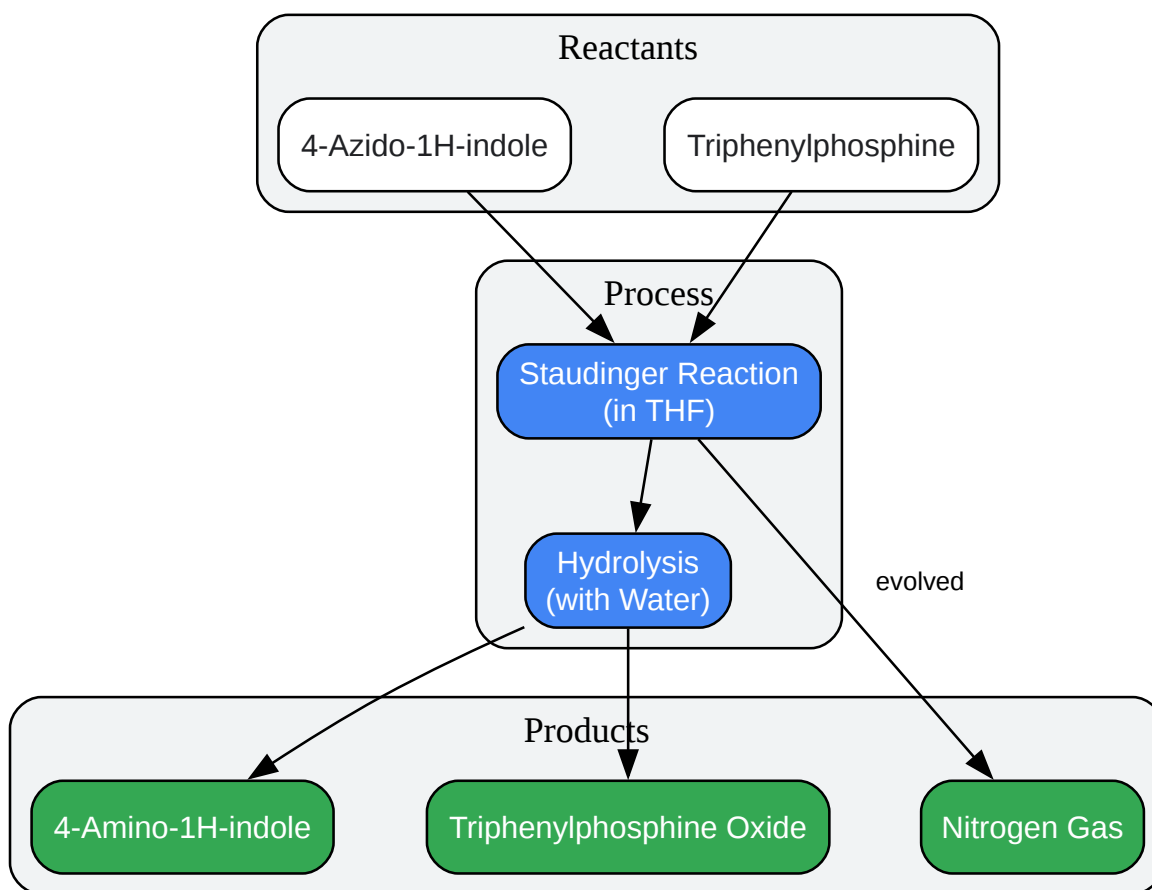 Reactants
4-Azido-1H-indole
Triphenylphosphine
Process
Staudinger Reaction
(in THF)
Hydrolysis
(with Water)
evolved
Products
4-Amino-1H-indole
Triphenylphosphine Oxide
Nitrogen Gas